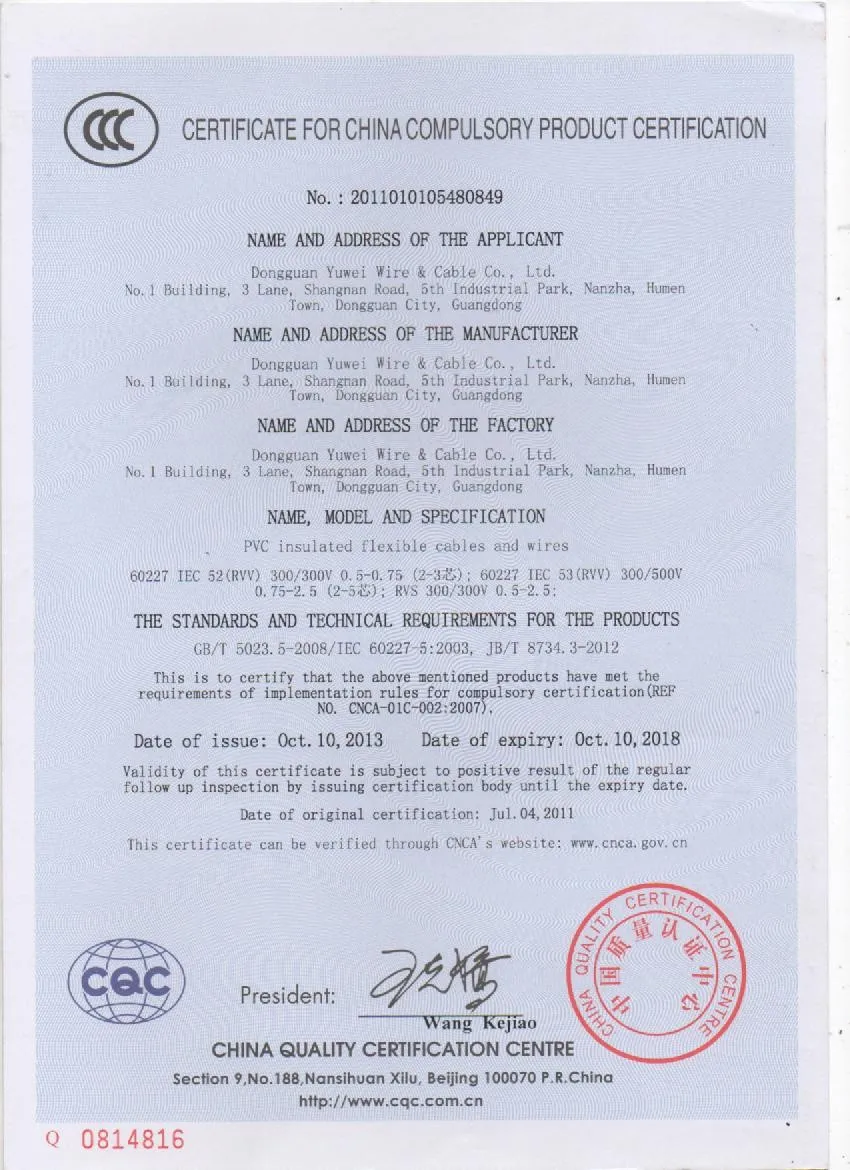 CCC
CERTIFICATE FOR CHINA COMPULSORY PRODUCT CERTIFICATION
No. : 2011010105480849
NAME AND ADDRESS OF THE APPLICANT
Dongguan Yuwei Wire & Cable Co., Ltd.
No.1 Building, 3 Lane, Shangnan Road, 5th Industrial Park, Nanzha, Humen
Town, Dongguan City, Guangdong
NAME AND ADDRESS OF THE MANUFACTURER
Dongguan Yuwei Wire & Cable Co., Ltd.
No.1 Building, 3 Lane, Shangnan Road, 5th Industrial Park, Nanzha, Humen
Town, Dongguan City, Guangdong
NAME AND ADDRESS OF THE FACTORY
Dongguan Yuwei Wire & Cable Co., Ltd.
No.1 Building, 3 Lane, Shangnan Road, 5th Industrial Park, Nanzha, Humen
Town, Dongguan City, Guangdong
NAME, MODEL AND SPECIFICATION
PVC insulated flexible cables and wires
60227 IEC 52(RVV) 300/300V 0.5-0.75 (2-3芯); 60227 IEC 53(RVV) 300/500V
0.75-2.5 (2-5芯); RVS 300/300V 0.5-2.5;
THE STANDARDS AND TECHNICAL REQUIREMENTS FOR THE PRODUCTS
GB/T 5023.5-2008/IEC 60227-5:2003, JB/T 8734.3-2012
This is to certify that the above mentioned products have met the
requirements of implementation rules for compulsory certification(REF
NO. CNCA-01C-002:2007).
Date of issue: Oct.10,2013 Date of expiry: Oct.10,2018
Validity of this certificate is subject to positive result of the regular
follow up inspection by issuing certification body until the expiry date.
Date of original certification: Jul.04,2011
This certificate can be verified through CNCA's website: www.cnca.gov.cn
CQC
President:
王克娇
Wang Kejiao
CHINA QUALITY CERTIFICATION CENTRE
中国质量认证中心
CHINA QUALITY CERTIFICATION CENTRE
Section 9,No.188,Nansihuan Xilu, Beijing 100070 P.R.China
http://www.cqc.com.cn
Q 0814816